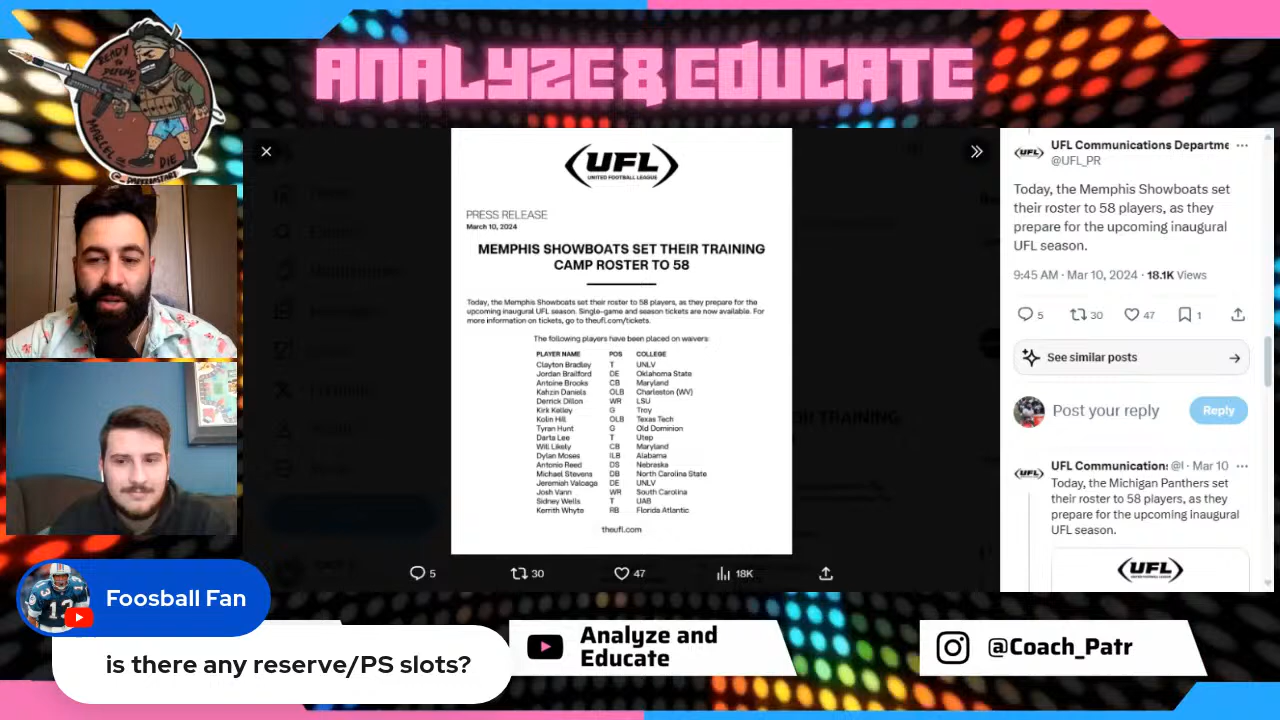 ANALYZE & EDUCATE
READY
TO
DEFEND
MARCEL
DIE
UFL
UNITED FOOTBALL LEAGUE
PRESS RELEASE
March 10, 2024
MEMPHIS SHOWBOATS SET THEIR TRAINING
CAMP ROSTER TO 58
Today, the Memphis Showboats set their roster to 58 players, as they prepare for the
upcoming inaugural UFL season. Single-game and season tickets are now available. For
more information on tickets, go to theufl.com/tickets.
The following players have been placed on waivers:
PLAYER NAME POS COLLEGE
Clayton Bradley T UNLV
Jordan Brailford DE Oklahoma State
Antoine Brooks CB Maryland
Kahzin Daniels OLB Charleston (WV)
Derrick Dillon WR LSU
Kirk Kelley G Troy
Kolin Hill OLB Texas Tech
Tyran Hunt G Old Dominion
Darta Lee T Utep
Will Likely CB Maryland
Dylan Moses ILB Alabama
Antonio Reed DS Nebraska
Michael Stevens DB North Carolina State
Jeremiah Valoaga DE UNLV
Josh Vann WR South Carolina
Sidney Wells T UAB
Kerrith Whyte RB Florida Atlantic
theufl.com
5 30 47 18K
UFL
UFL Communications Departme ...
@UFL_PR
Today, the Memphis Showboats set
their roster to 58 players, as they
prepare for the upcoming inaugural
UFL season.
9:45 AM · Mar 10, 2024 · 18.1K Views
5 30 47 1
See similar posts
Post your reply
Reply
UFL
UFL Communication: @l · Mar 10 ...
Today, the Michigan Panthers set
their roster to 58 players, as they
prepare for the upcoming inaugural
UFL season.
UFL
Foosball Fan
is there any reserve/PS slots?
Analyze and
Educate
@Coach_Patr